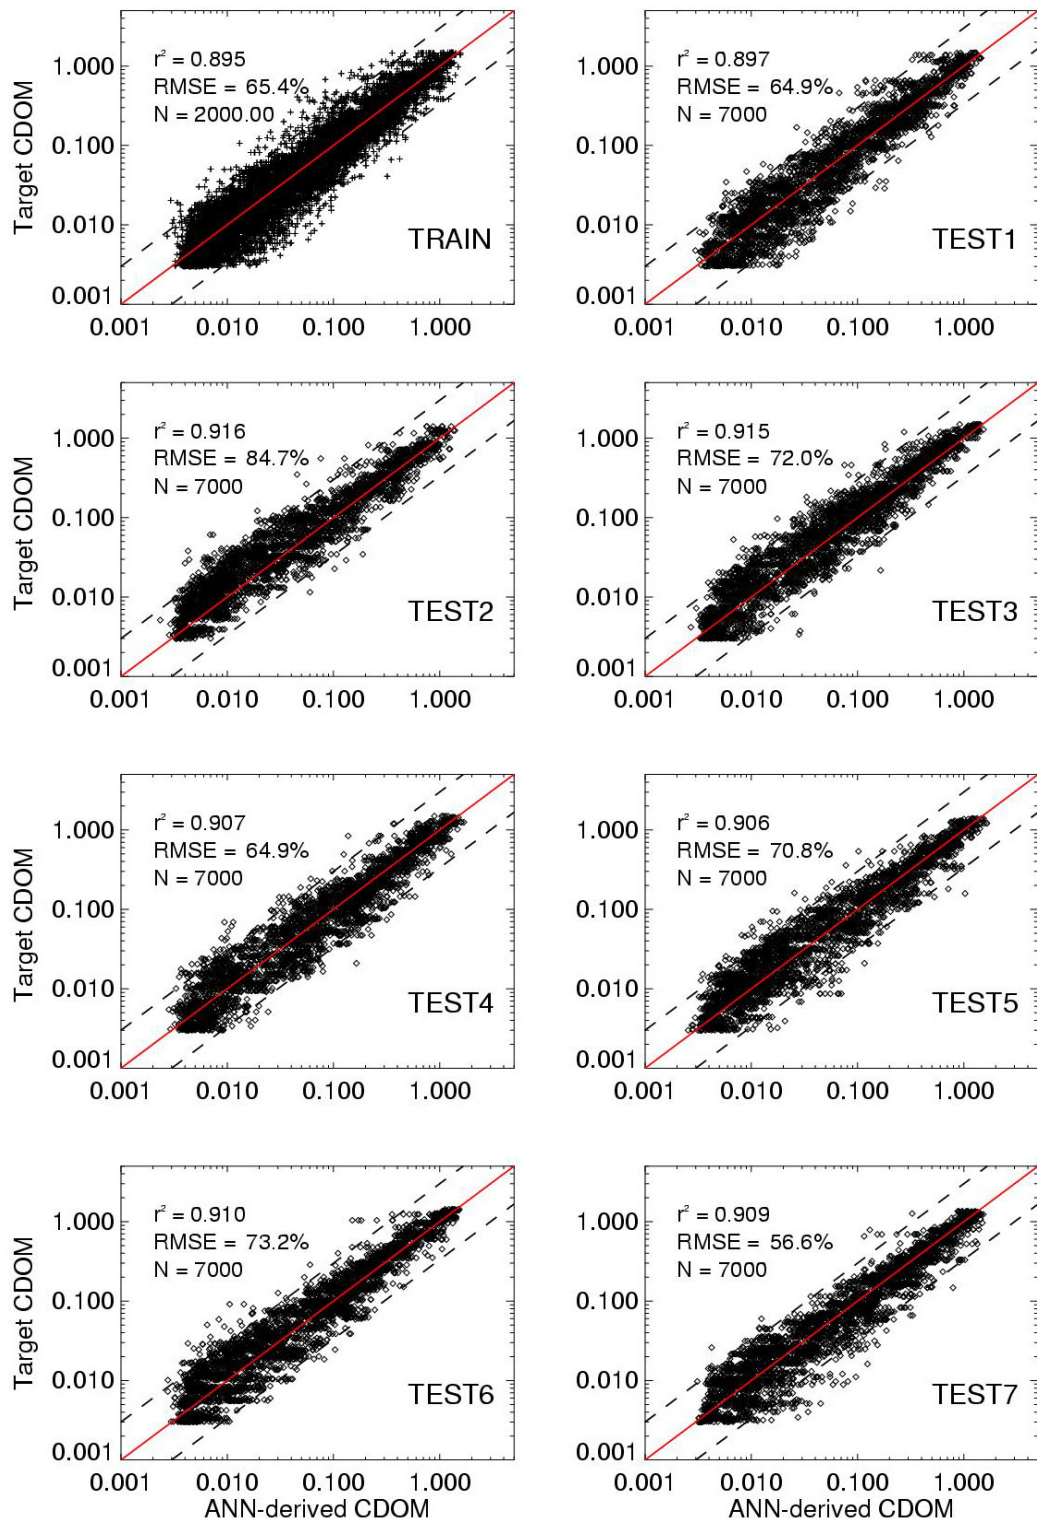 r² = 0.895
RMSE = 65.4%
N = 2000.00
TRAIN
Target CDOM
1.000
0.100
0.010
0.001
0.001 0.010 0.100 1.000
r² = 0.897
RMSE = 64.9%
N = 7000
TEST1
Target CDOM
1.000
0.100
0.010
0.001
0.001 0.010 0.100 1.000
r² = 0.916
RMSE = 84.7%
N = 7000
TEST2
Target CDOM
1.000
0.100
0.010
0.001
0.001 0.010 0.100 1.000
r² = 0.915
RMSE = 72.0%
N = 7000
TEST3
Target CDOM
1.000
0.100
0.010
0.001
0.001 0.010 0.100 1.000
r² = 0.907
RMSE = 64.9%
N = 7000
TEST4
Target CDOM
1.000
0.100
0.010
0.001
0.001 0.010 0.100 1.000
r² = 0.906
RMSE = 70.8%
N = 7000
TEST5
Target CDOM
1.000
0.100
0.010
0.001
0.001 0.010 0.100 1.000
r² = 0.910
RMSE = 73.2%
N = 7000
TEST6
Target CDOM
1.000
0.100
0.010
0.001
0.001 0.010 0.100 1.000
ANN-derived CDOM
r² = 0.909
RMSE = 56.6%
N = 7000
TEST7
Target CDOM
1.000
0.100
0.010
0.001
0.001 0.010 0.100 1.000
ANN-derived CDOM